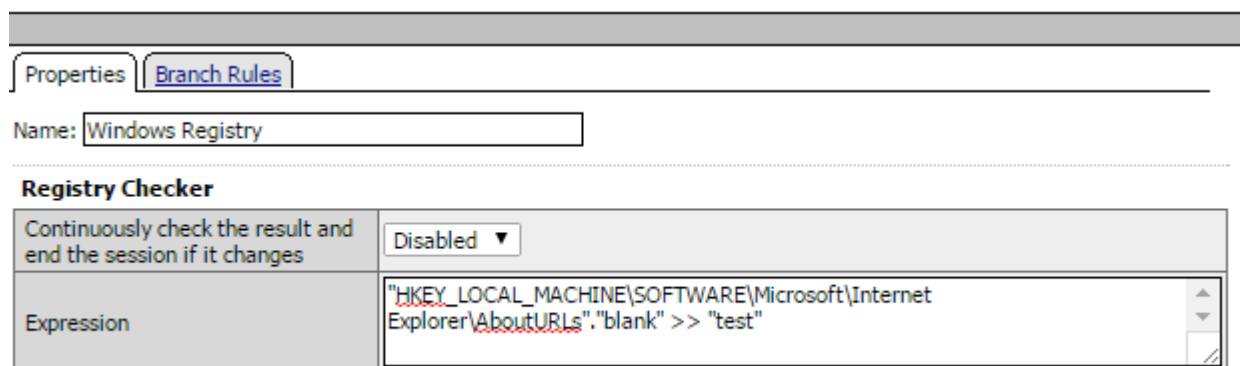 Properties Branch Rules
Name: Windows Registry
Registry Checker
Continuously check the result and
end the session if it changes
Disabled
Expression
"HKEY_LOCAL_MACHINE\SOFTWARE\Microsoft\Internet
Explorer\AboutURLs"."blank" >> "test"